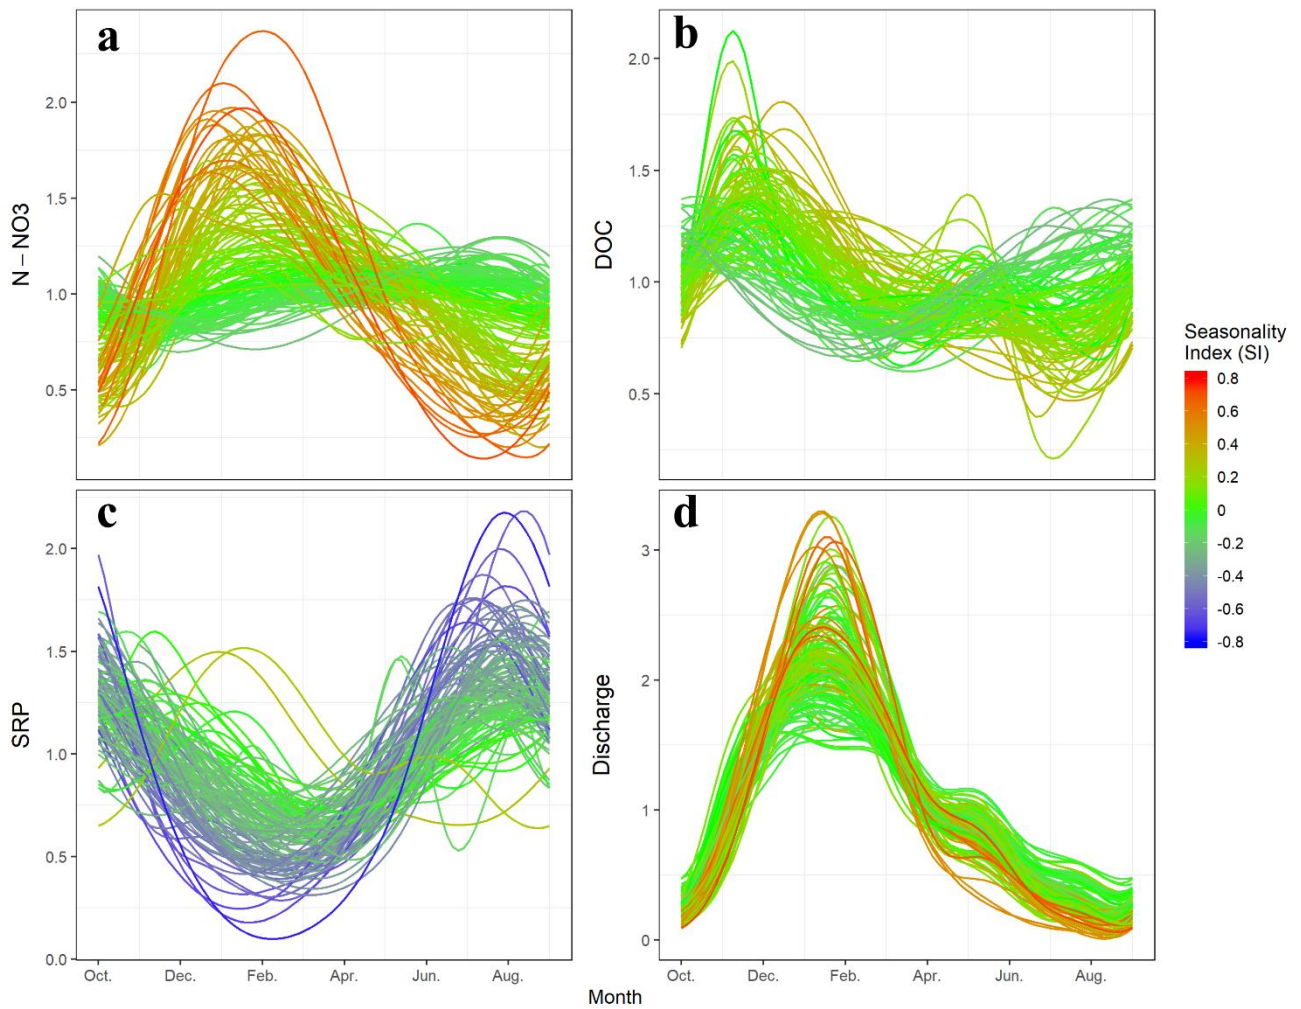 a
N – NO3
2.0
1.5
1.0
0.5
b
DOC
2.0
1.5
1.0
0.5
c
SRP
2.0
1.5
1.0
0.5
0.0
Oct. Dec. Feb. Apr. Jun. Aug.
d
Discharge
3
2
1
0
Oct. Dec. Feb. Apr. Jun. Aug.
Month
Seasonality
Index (SI)
0.8
0.6
0.4
0.2
0
-0.2
-0.4
-0.6
-0.8